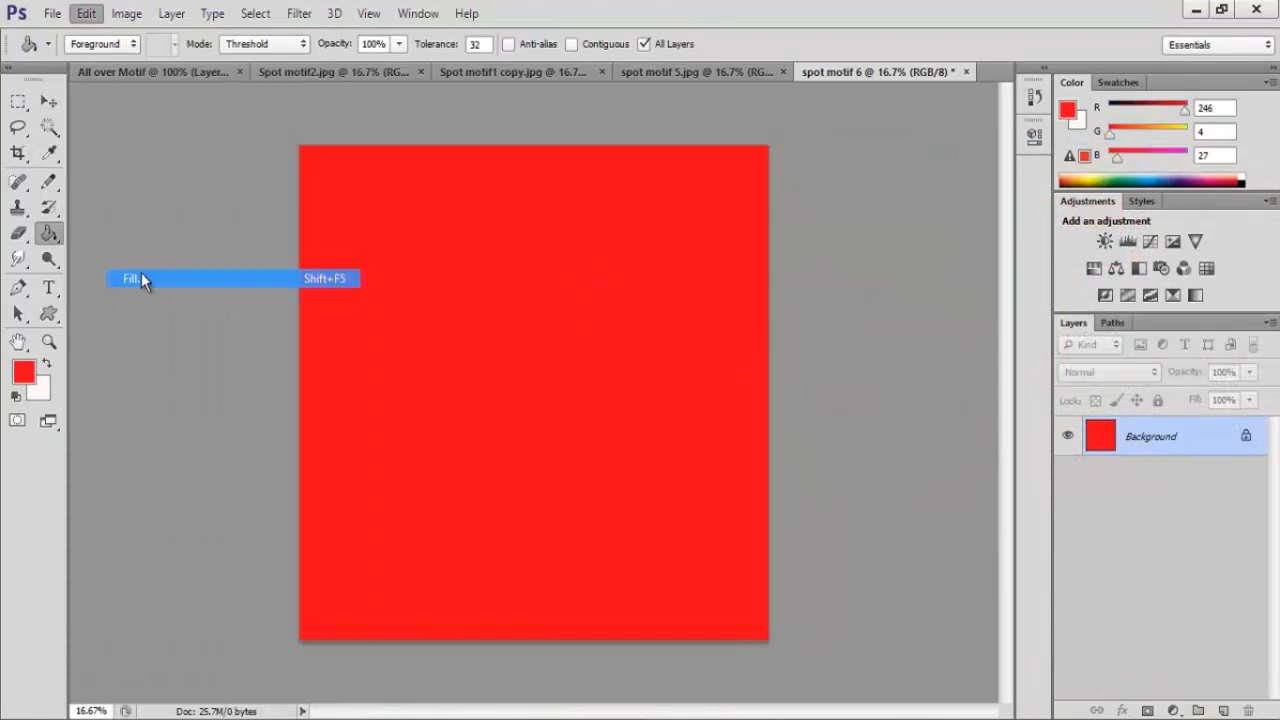 Ps File Edit Image Layer Type Select Filter 3D View Window Help
Foreground Mode: Threshold Opacity: 100% Tolerance: 32 Anti-alias Contiguous All Layers Essentials
All over Motif @ 100% (Layer... × Spot motif2.jpg @ 16.7% (RG... × Spot motif1 copy.jpg @ 16.7... × spot motif 5.jpg @ 16.7% (RG... × spot motif 6 @ 16.7% (RGB/8) * ×
Color Swatches
R 246
G 4
B 27
Adjustments Styles
Add an adjustment
Fill... Shift+F5
Layers Paths
Kind
Normal Opacity: 100%
Lock: Fill: 100%
Background
16.67% Doc: 25.7M/0 bytes